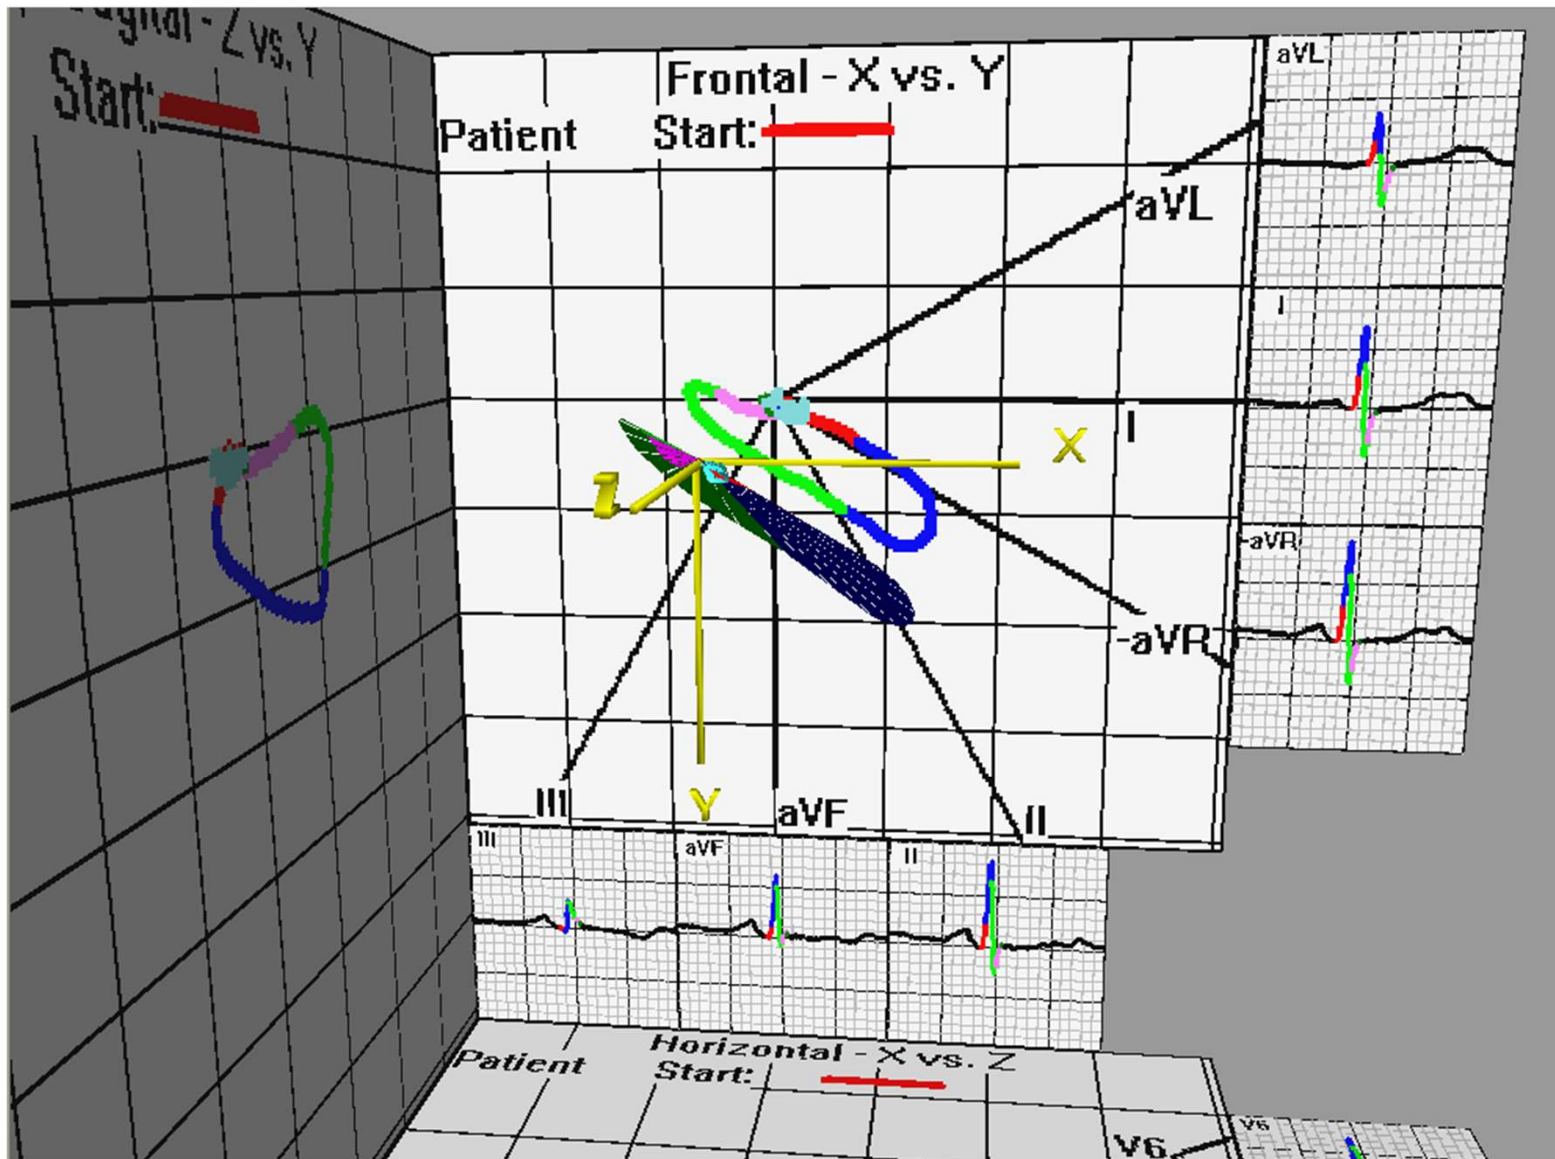 - Z vs. Y
Start:
Frontal - X vs. Y
Patient Start:
aVL
aVL
I
I
X
Z
-aVR
-aVR
III
Y
aVF
II
III
aVF
II
Horizontal - X vs. Z
Patient Start:
V6
V6